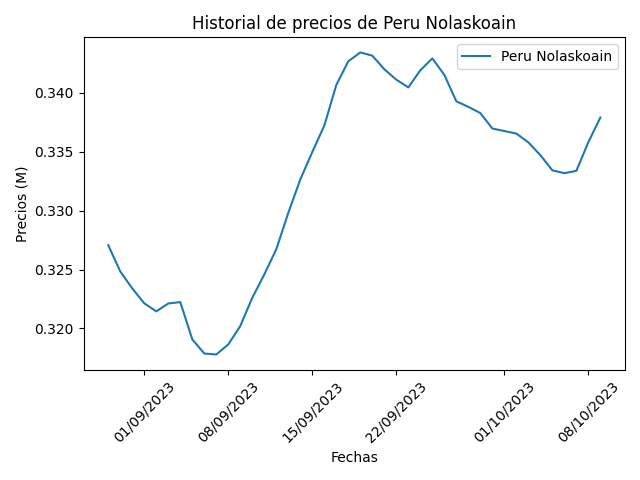 Historial de precios de Peru Nolaskoain
Peru Nolaskoain
0.340
0.335
0.330
0.325
0.320
Precios (M)
01/09/2023
08/09/2023
15/09/2023
22/09/2023
01/10/2023
08/10/2023
Fechas